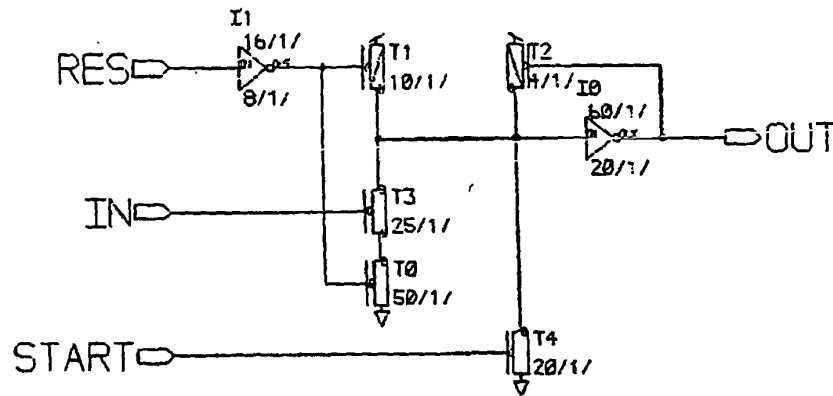 I1
16/1/
RES
8/1/
T1
10/1/
T2
4/1/
I0
60/1/
20/1/
OUT
IN
T3
25/1/
T0
50/1/
START
T4
20/1/